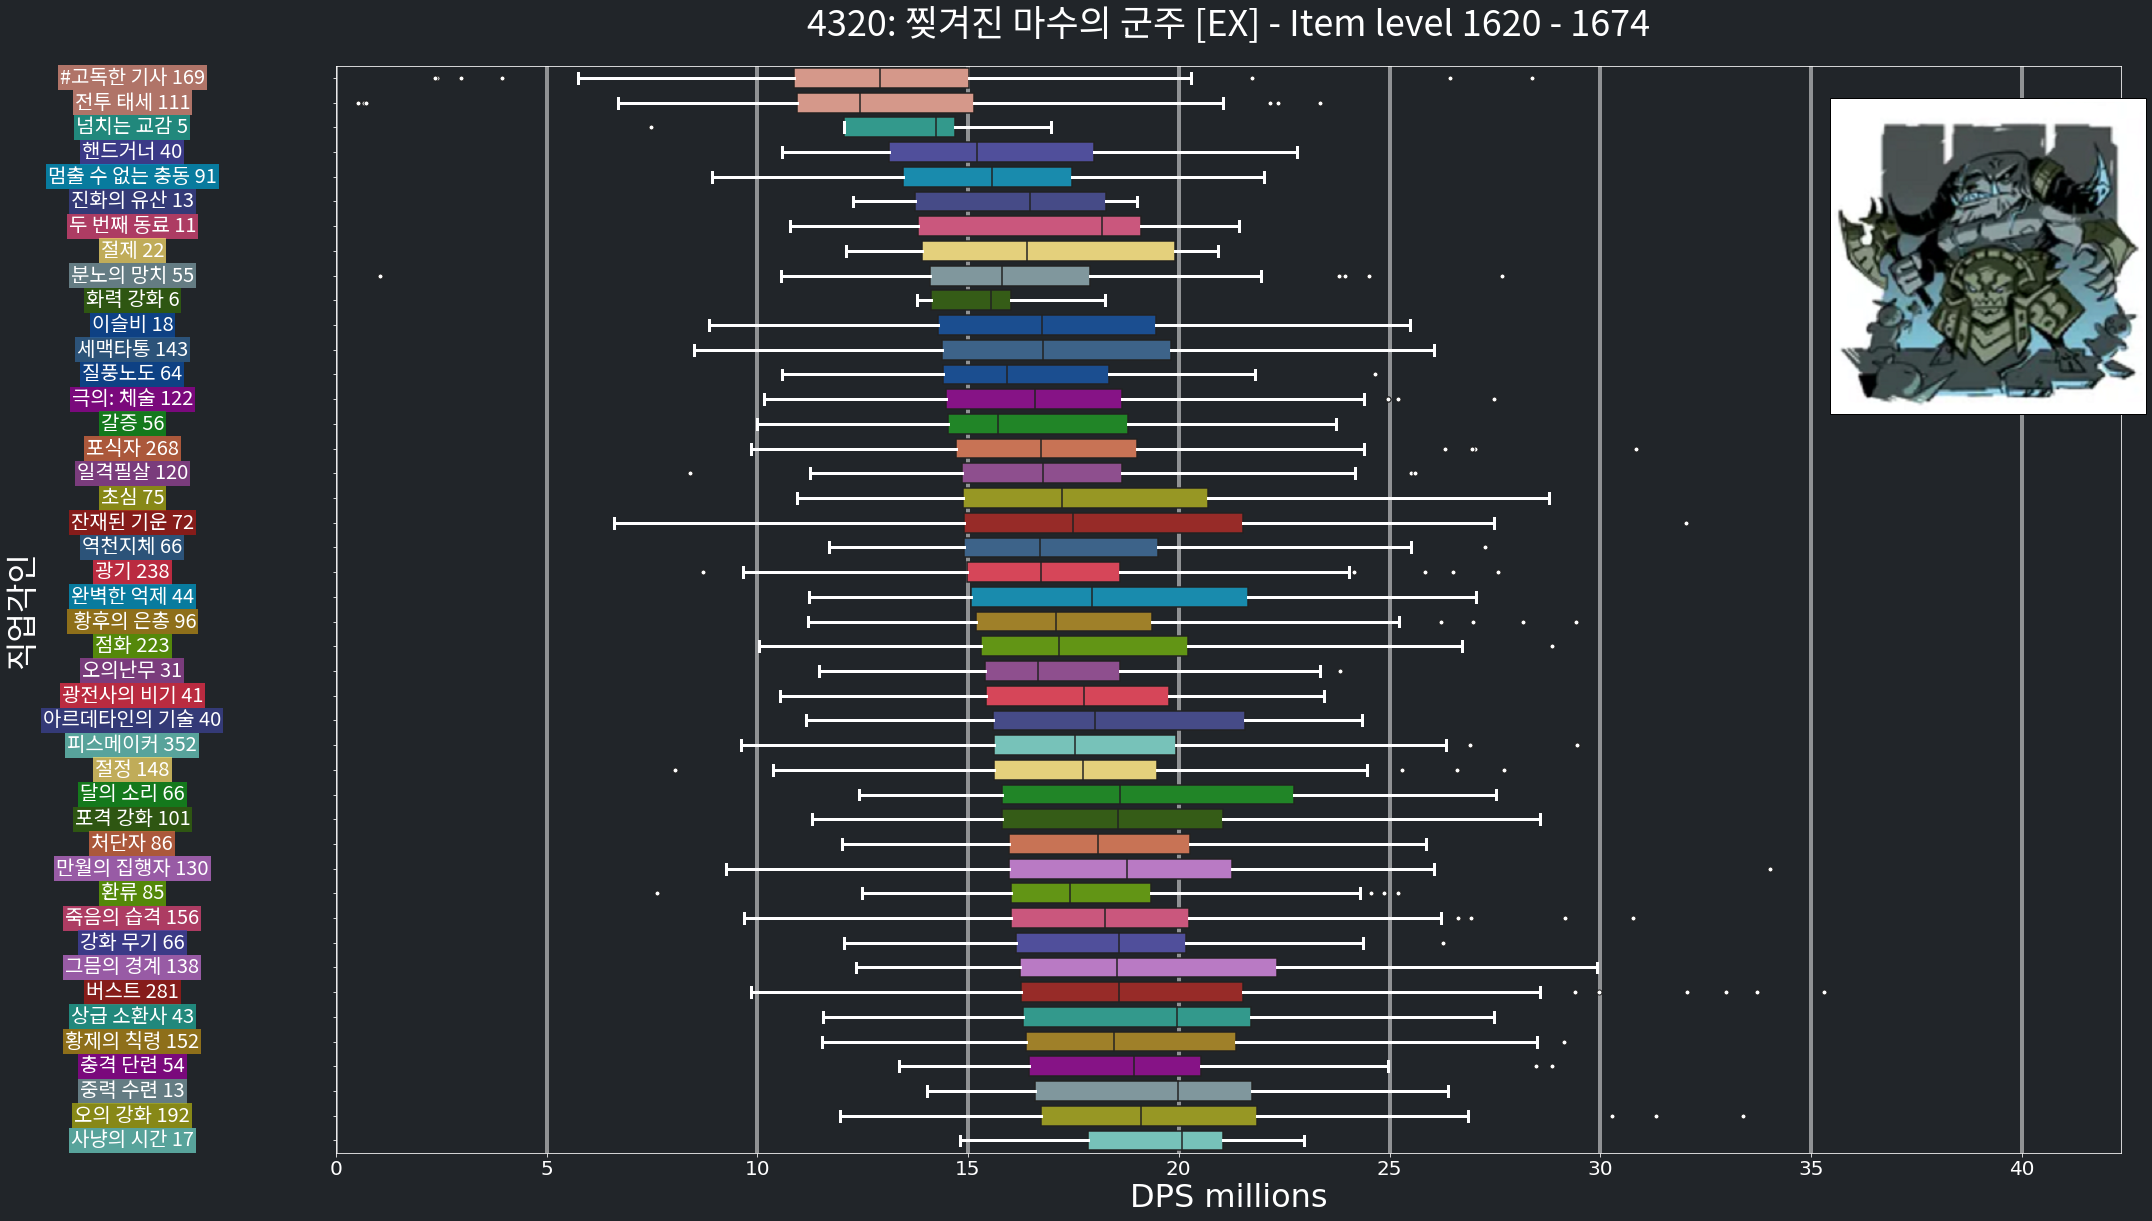 4320: 찢겨진 마수의 군주 [EX] - Item level 1620 - 1674
#고독한 기사 169
전투 태세 111
넘치는 교감 5
핸드거너 40
멈출 수 없는 충동 91
진화의 유산 13
두 번째 동료 11
절제 22
분노의 망치 55
화력 강화 6
이슬비 18
세맥타통 143
질풍노도 64
극의: 체술 122
갈증 56
포식자 268
일격필살 120
초심 75
잔재된 기운 72
역천지체 66
광기 238
완벽한 억제 44
황후의 은총 96
점화 223
오의난무 31
광전사의 비기 41
아르데타인의 기술 40
피스메이커 352
절정 148
달의 소리 66
포격 강화 101
처단자 86
만월의 집행자 130
환류 85
죽음의 습격 156
강화 무기 66
그믐의 경계 138
버스트 281
상급 소환사 43
황제의 칙령 152
충격 단련 54
중력 수련 13
오의 강화 192
사냥의 시간 17
직업각인
0 5 10 15 20 25 30 35 40
DPS millions